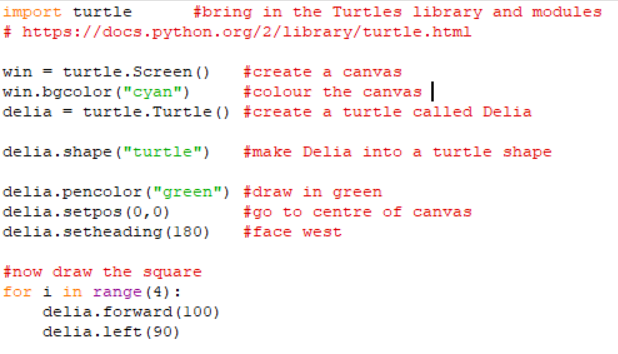 import turtle      #bring in the Turtles library and modules
# https://docs.python.org/2/library/turtle.html
win = turtle.Screen()   #create a canvas
win.bgcolor("cyan")     #colour the canvas
delia = turtle.Turtle() #create a turtle called Delia
delia.shape("turtle")   #make Delia into a turtle shape
delia.pencolor("green") #draw in green
delia.setpos(0,0)       #go to centre of canvas
delia.setheading(180)   #face west
#now draw the square
for i in range(4):
    delia.forward(100)
    delia.left(90)